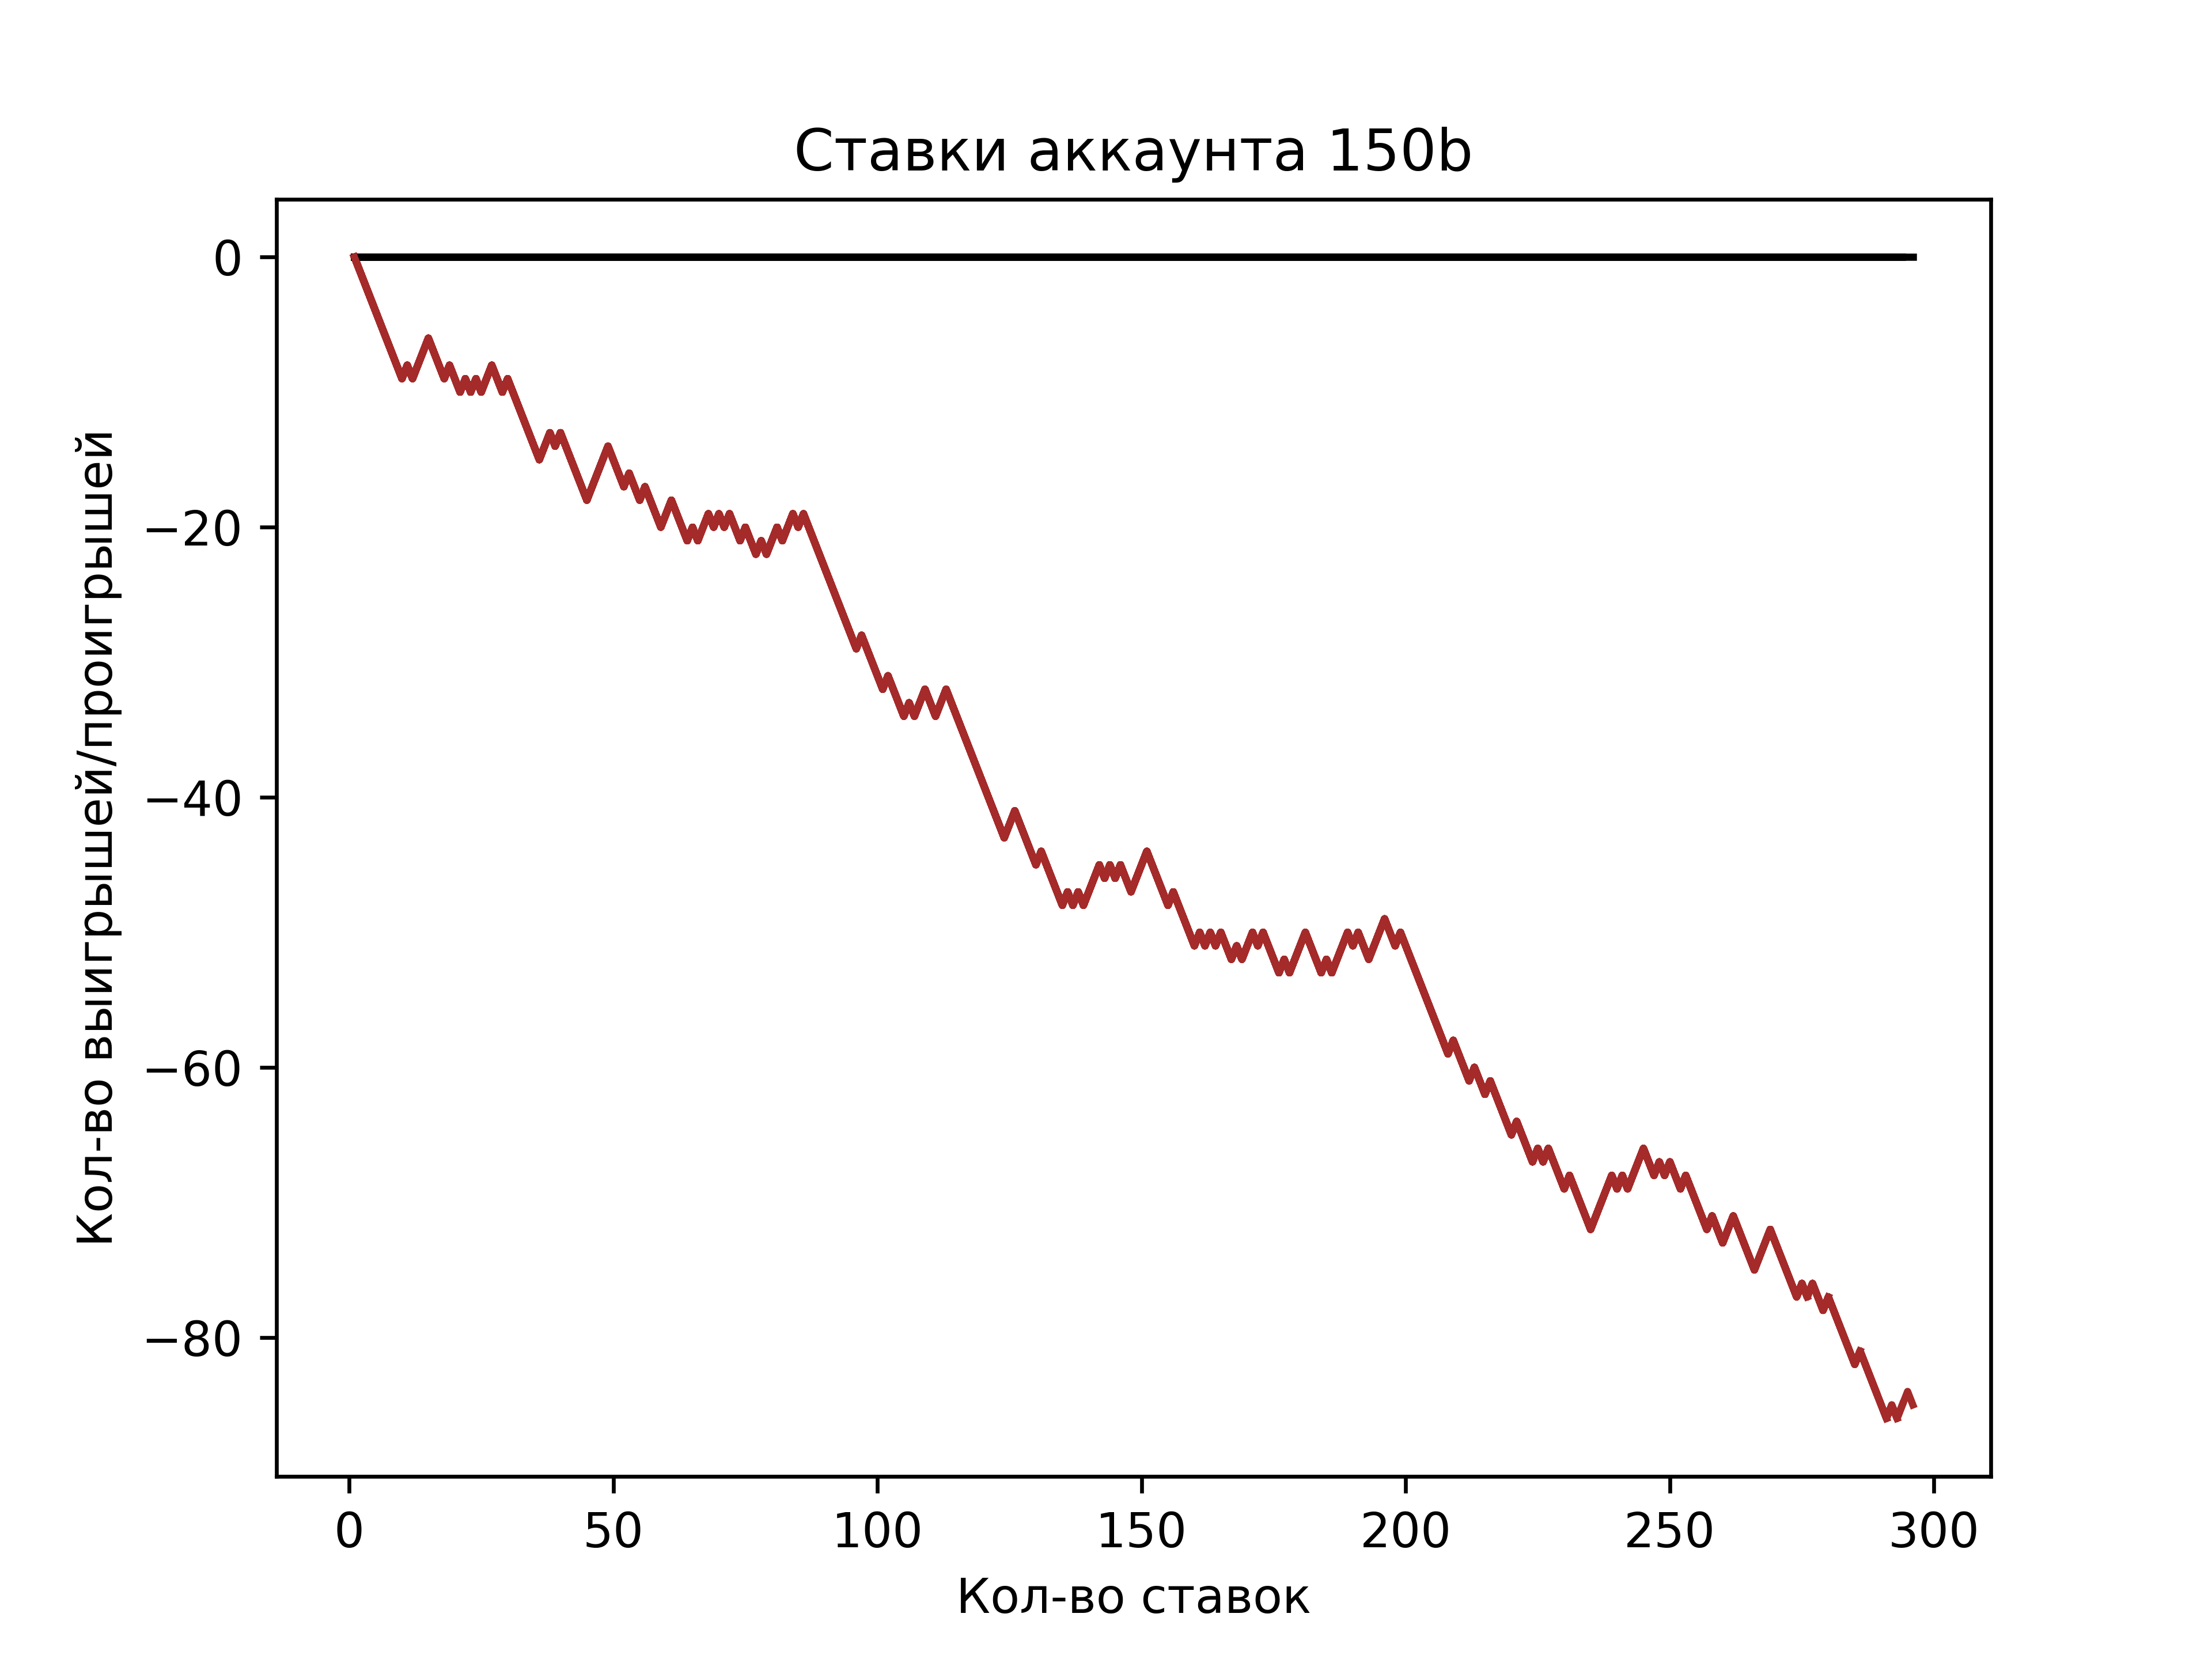 Ставки аккаунта 150b
Кол-во выигрышей/проигрышей
0
−20
−40
−60
−80
0 50 100 150 200 250 300
Кол-во ставок